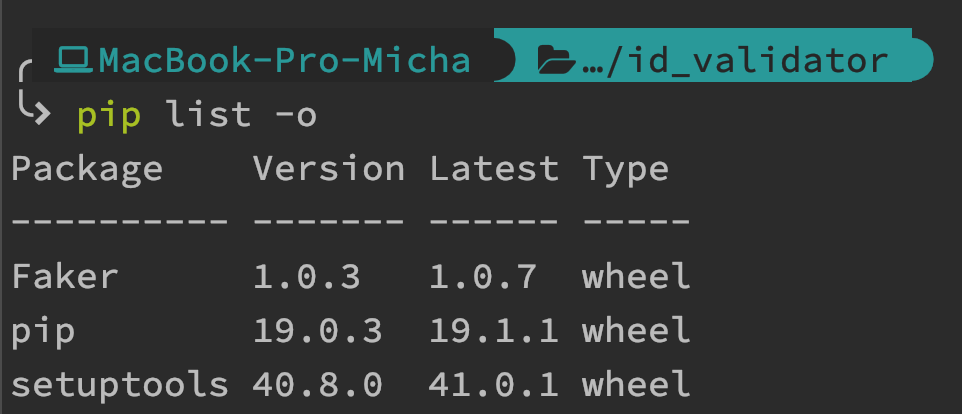 MacBook-Pro-Micha …/id_validator
pip list -o
Package    Version Latest Type
---------- ------- ------ -----
Faker      1.0.3   1.0.7  wheel
pip        19.0.3  19.1.1 wheel
setuptools 40.8.0  41.0.1 wheel